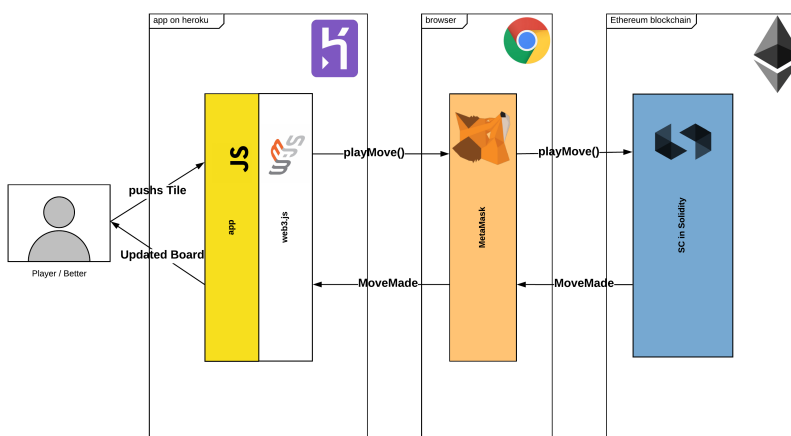 app on heroku
browser
Ethereum blockchain
JS
JS
playMove()
playMove()
pushs Tile
app
web3.js
MetaMask
SC in Solidity
Updated Board
Player / Better
MoveMade
MoveMade